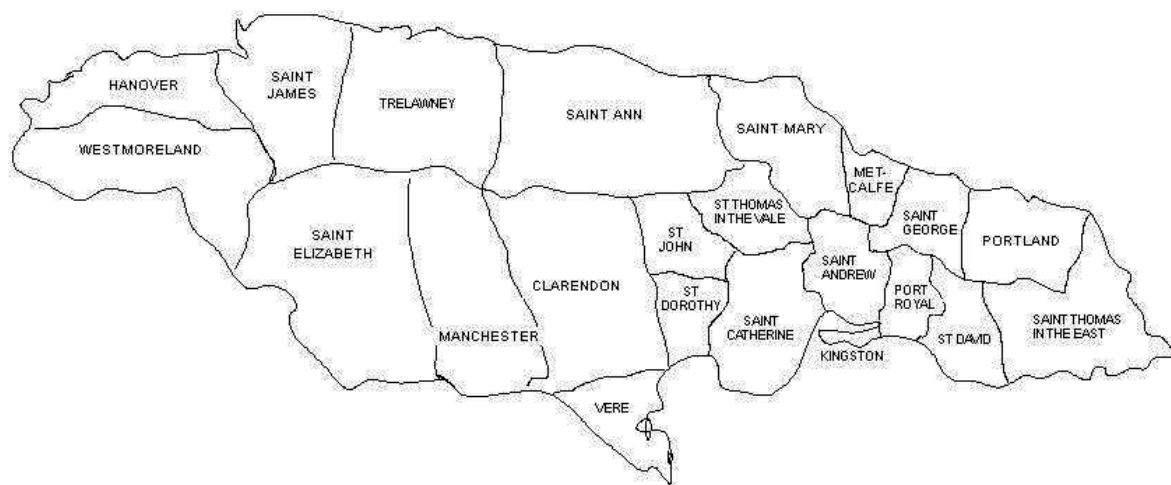 HANOVER
WESTMORELAND
SAINT
JAMES
TRELAWNEY
SAINT ANN
SAINT MARY
MET-
CALFE
SAINT
GEORGE
PORTLAND
SAINT
ELIZABETH
MANCHESTER
CLARENDON
ST
JOHN
ST THOMAS
IN THE VALE
ST
DOROTHY
SAINT
CATHERINE
SAINT
ANDREW
PORT
ROYAL
KINGSTON
ST DAVID
SAINT THOMAS
IN THE EAST
VERE